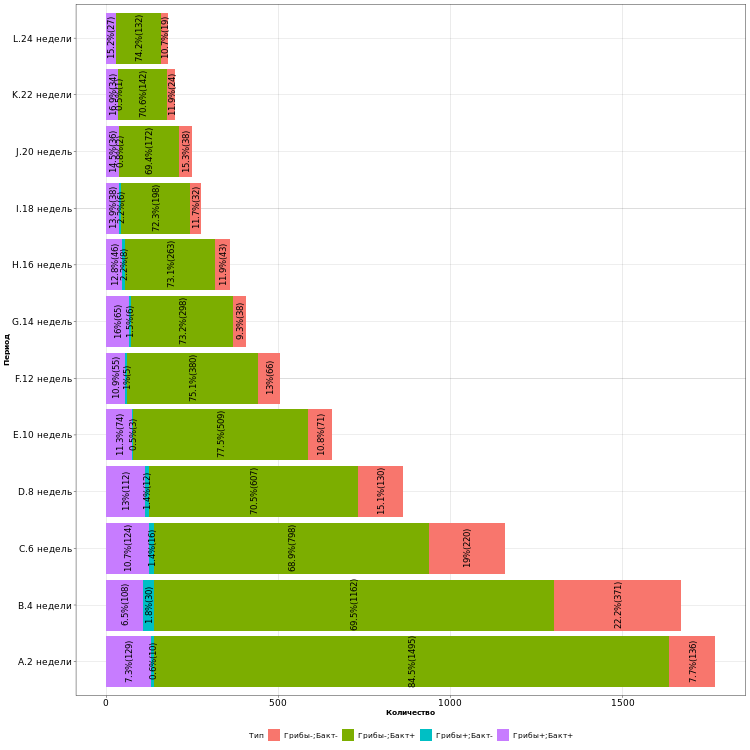 L.24 недели 15.2%(27) 74.2%(132) 10.7%(19)
K.22 недели 16.9%(34) 0.5%(1) 70.6%(142) 11.9%(24)
J.20 недель 14.5%(36) 0.8%(2) 69.4%(172) 15.3%(38)
I.18 недель 13.9%(38) 2.2%(6) 72.3%(198) 11.7%(32)
H.16 недель 12.8%(46) 2.2%(8) 73.1%(263) 11.9%(43)
G.14 недель 16%(65) 1.5%(6) 73.2%(298) 9.3%(38)
Период
F.12 недель 10.9%(55) 1%(5) 75.1%(380) 13%(66)
E.10 недель 11.3%(74) 0.5%(3) 77.5%(509) 10.8%(71)
D.8 недель 13%(112) 1.4%(12) 70.5%(607) 15.1%(130)
C.6 недель 10.7%(124) 1.4%(16) 68.9%(798) 19%(220)
B.4 недели 6.5%(108) 1.8%(30) 69.5%(1162) 22.2%(371)
A.2 недели 7.3%(129) 0.6%(10) 84.5%(1495) 7.7%(136)
0 500 1000 1500
Количество
Тип Грибы-;Бакт- Грибы-;Бакт+ Грибы+;Бакт- Грибы+;Бакт+